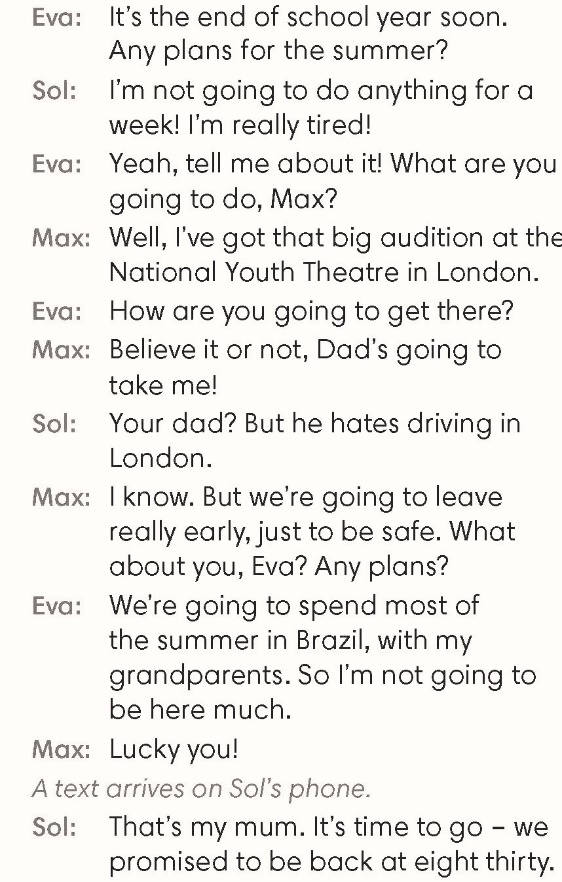 Eva: It's the end of school year soon.
Any plans for the summer?
Sol: I'm not going to do anything for a
week! I'm really tired!
Eva: Yeah, tell me about it! What are you
going to do, Max?
Max: Well, I've got that big audition at the
National Youth Theatre in London.
Eva: How are you going to get there?
Max: Believe it or not, Dad's going to
take me!
Sol: Your dad? But he hates driving in
London.
Max: I know. But we're going to leave
really early, just to be safe. What
about you, Eva? Any plans?
Eva: We're going to spend most of
the summer in Brazil, with my
grandparents. So I'm not going to
be here much.
Max: Lucky you!
A text arrives on Sol's phone.
Sol: That's my mum. It's time to go – we
promised to be back at eight thirty.